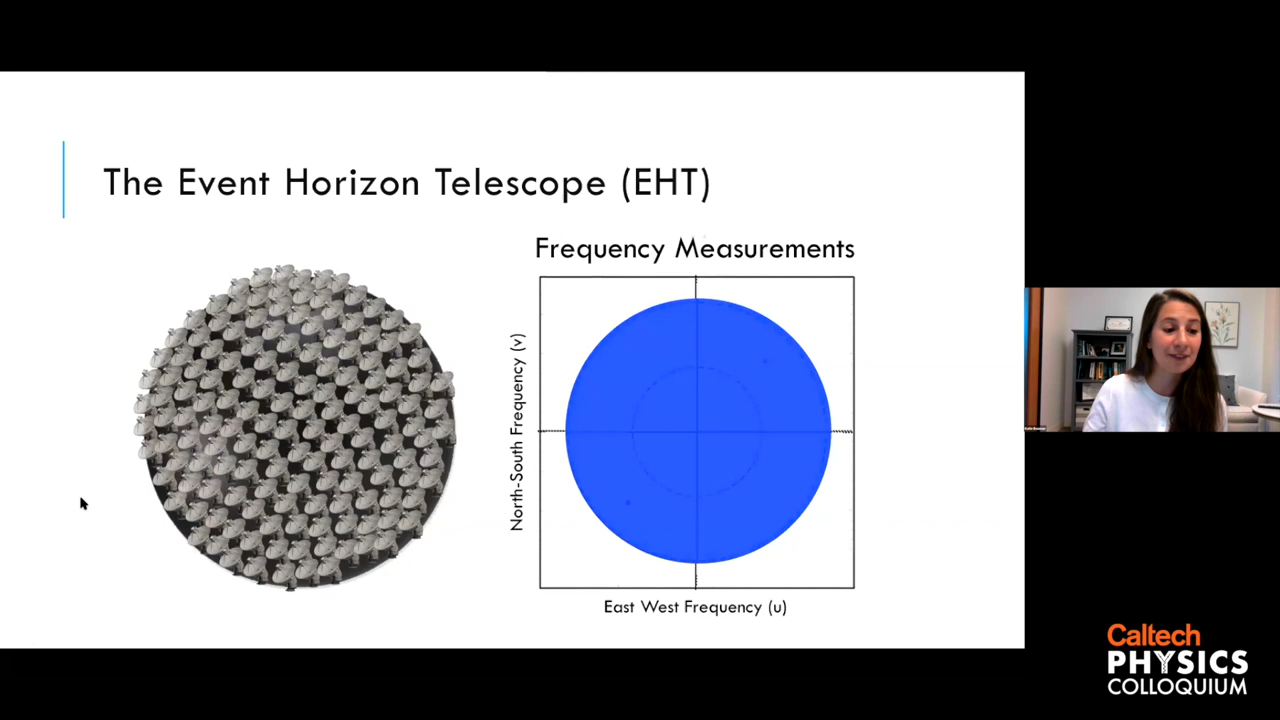 The Event Horizon Telescope (EHT)
Frequency Measurements
North-South Frequency (v)
East West Frequency (u)
Caltech
PHYSICS
COLLOQUIUM